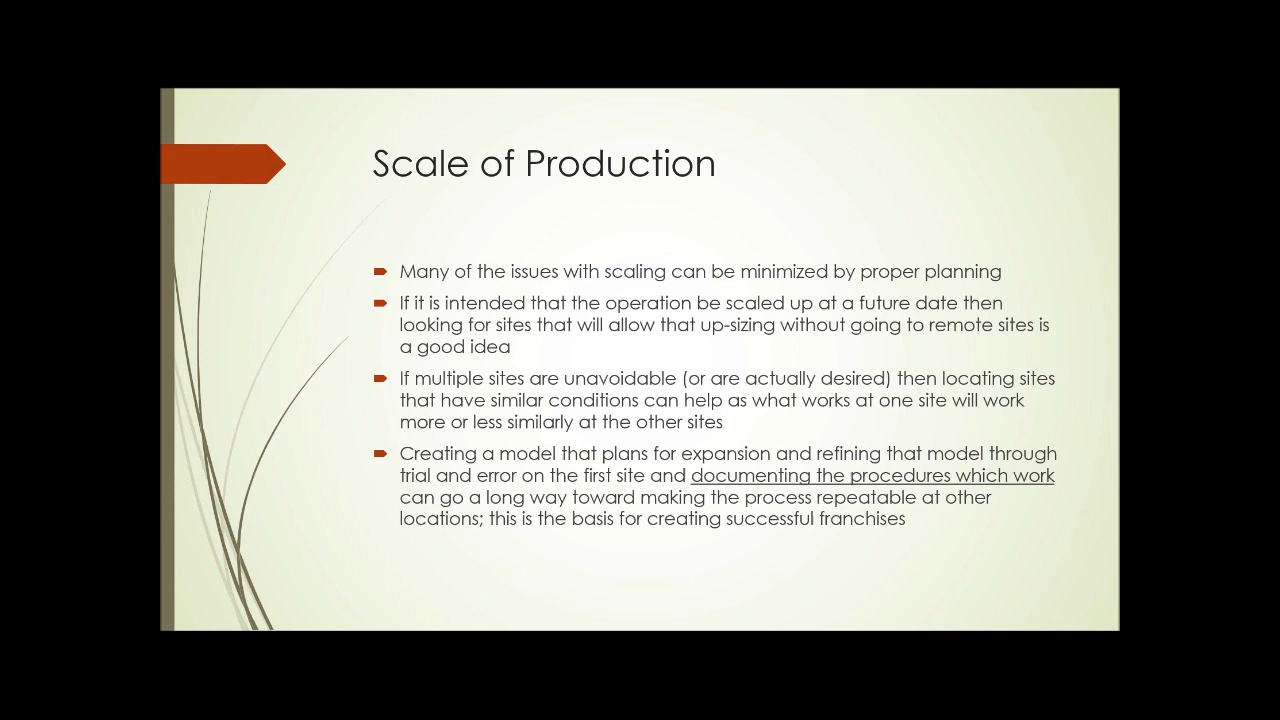 Scale of Production
Many of the issues with scaling can be minimized by proper planning
If it is intended that the operation be scaled up at a future date then
looking for sites that will allow that up-sizing without going to remote sites is
a good idea
If multiple sites are unavoidable (or are actually desired) then locating sites
that have similar conditions can help as what works at one site will work
more or less similarly at the other sites
Creating a model that plans for expansion and refining that model through
trial and error on the first site and documenting the procedures which work
can go a long way toward making the process repeatable at other
locations; this is the basis for creating successful franchises